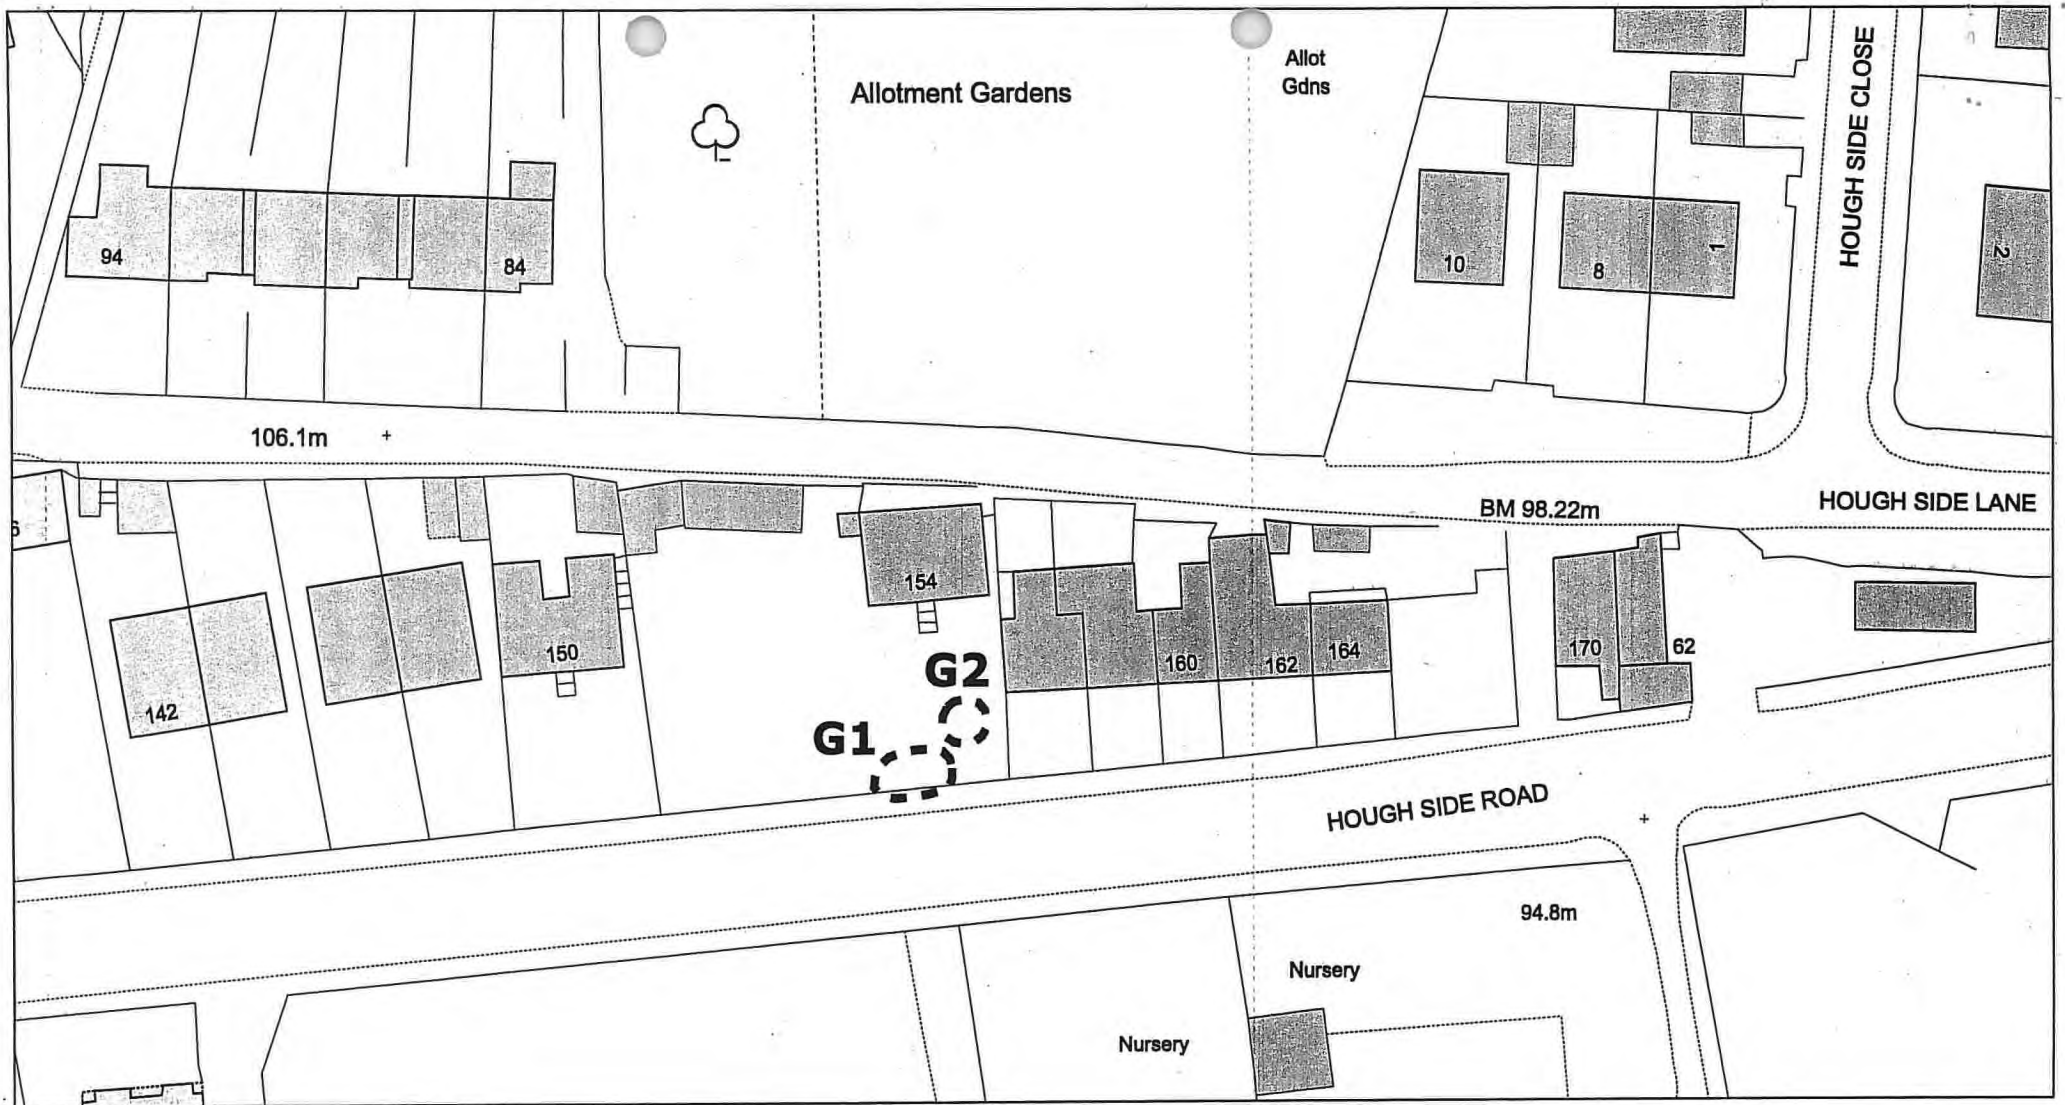 Allotment Gardens
Allot
Gdns
HOUGH SIDE CLOSE
94
84
10
8
1
2
106.1m
BM 98.22m
HOUGH SIDE LANE
6
154
150
142
160
162
164
170
62
G2
G1
HOUGH SIDE ROAD
94.8m
Nursery
Nursery